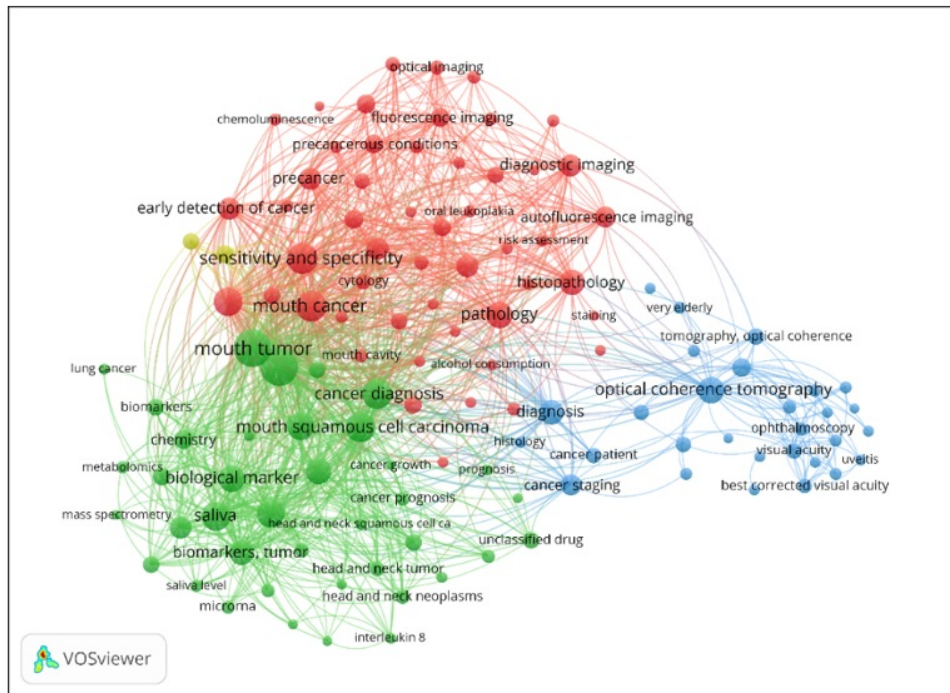 optical imaging
chemoluminescence
fluorescence imaging
precancerous conditions
diagnostic imaging
precancer
early detection of cancer
oral leukoplakia
autofluorescence imaging
risk assessment
sensitivity and specificity
cytology
histopathology
mouth cancer
pathology
staining
very elderly
tomography, optical coherence
mouth tumor
mouth cavity
alcohol consumption
lung cancer
cancer diagnosis
optical coherence tomography
biomarkers
diagnosis
mouth squamous cell carcinoma
ophthalmoscopy
chemistry
histology
visual acuity
cancer patient
uveitis
metabolomics
cancer growth
prognosis
biological marker
cancer staging
best corrected visual acuity
cancer prognosis
mass spectrometry
saliva
head and neck squamous cell ca
unclassified drug
biomarkers, tumor
head and neck tumor
saliva level
head and neck neoplasms
microrna
interleukin 8
VOSviewer